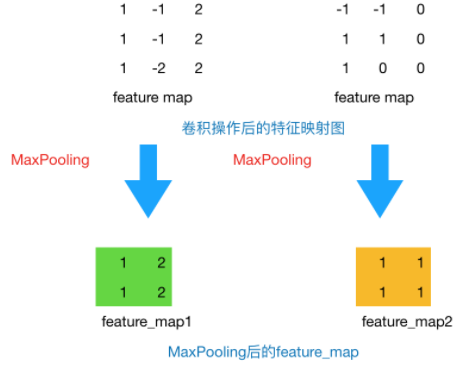 1 -1 2 -1 -1 0
1 -1 2 1 1 0
1 -2 2 1 0 0
feature map feature map
卷积操作后的特征映射图
MaxPooling MaxPooling
1 2 1 1
1 2 1 1
feature_map1 feature_map2
MaxPooling后的feature_map